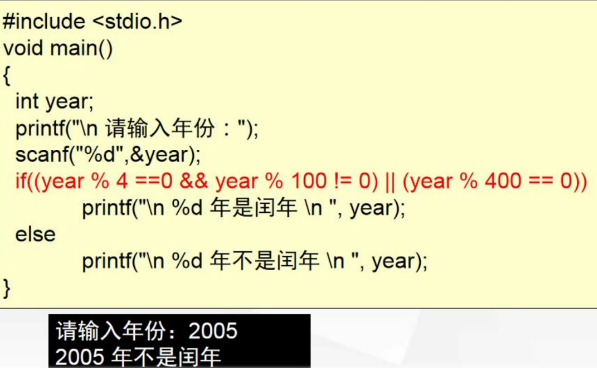 #include <stdio.h>
void main()
{
int year;
printf("\n 请输入年份：");
scanf("%d",&year);
if((year % 4 ==0 && year % 100 != 0) || (year % 400 == 0))
printf("\n %d 年是闰年 \n ", year);
else
printf("\n %d 年不是闰年 \n ", year);
}
请输入年份：2005
2005 年不是闰年